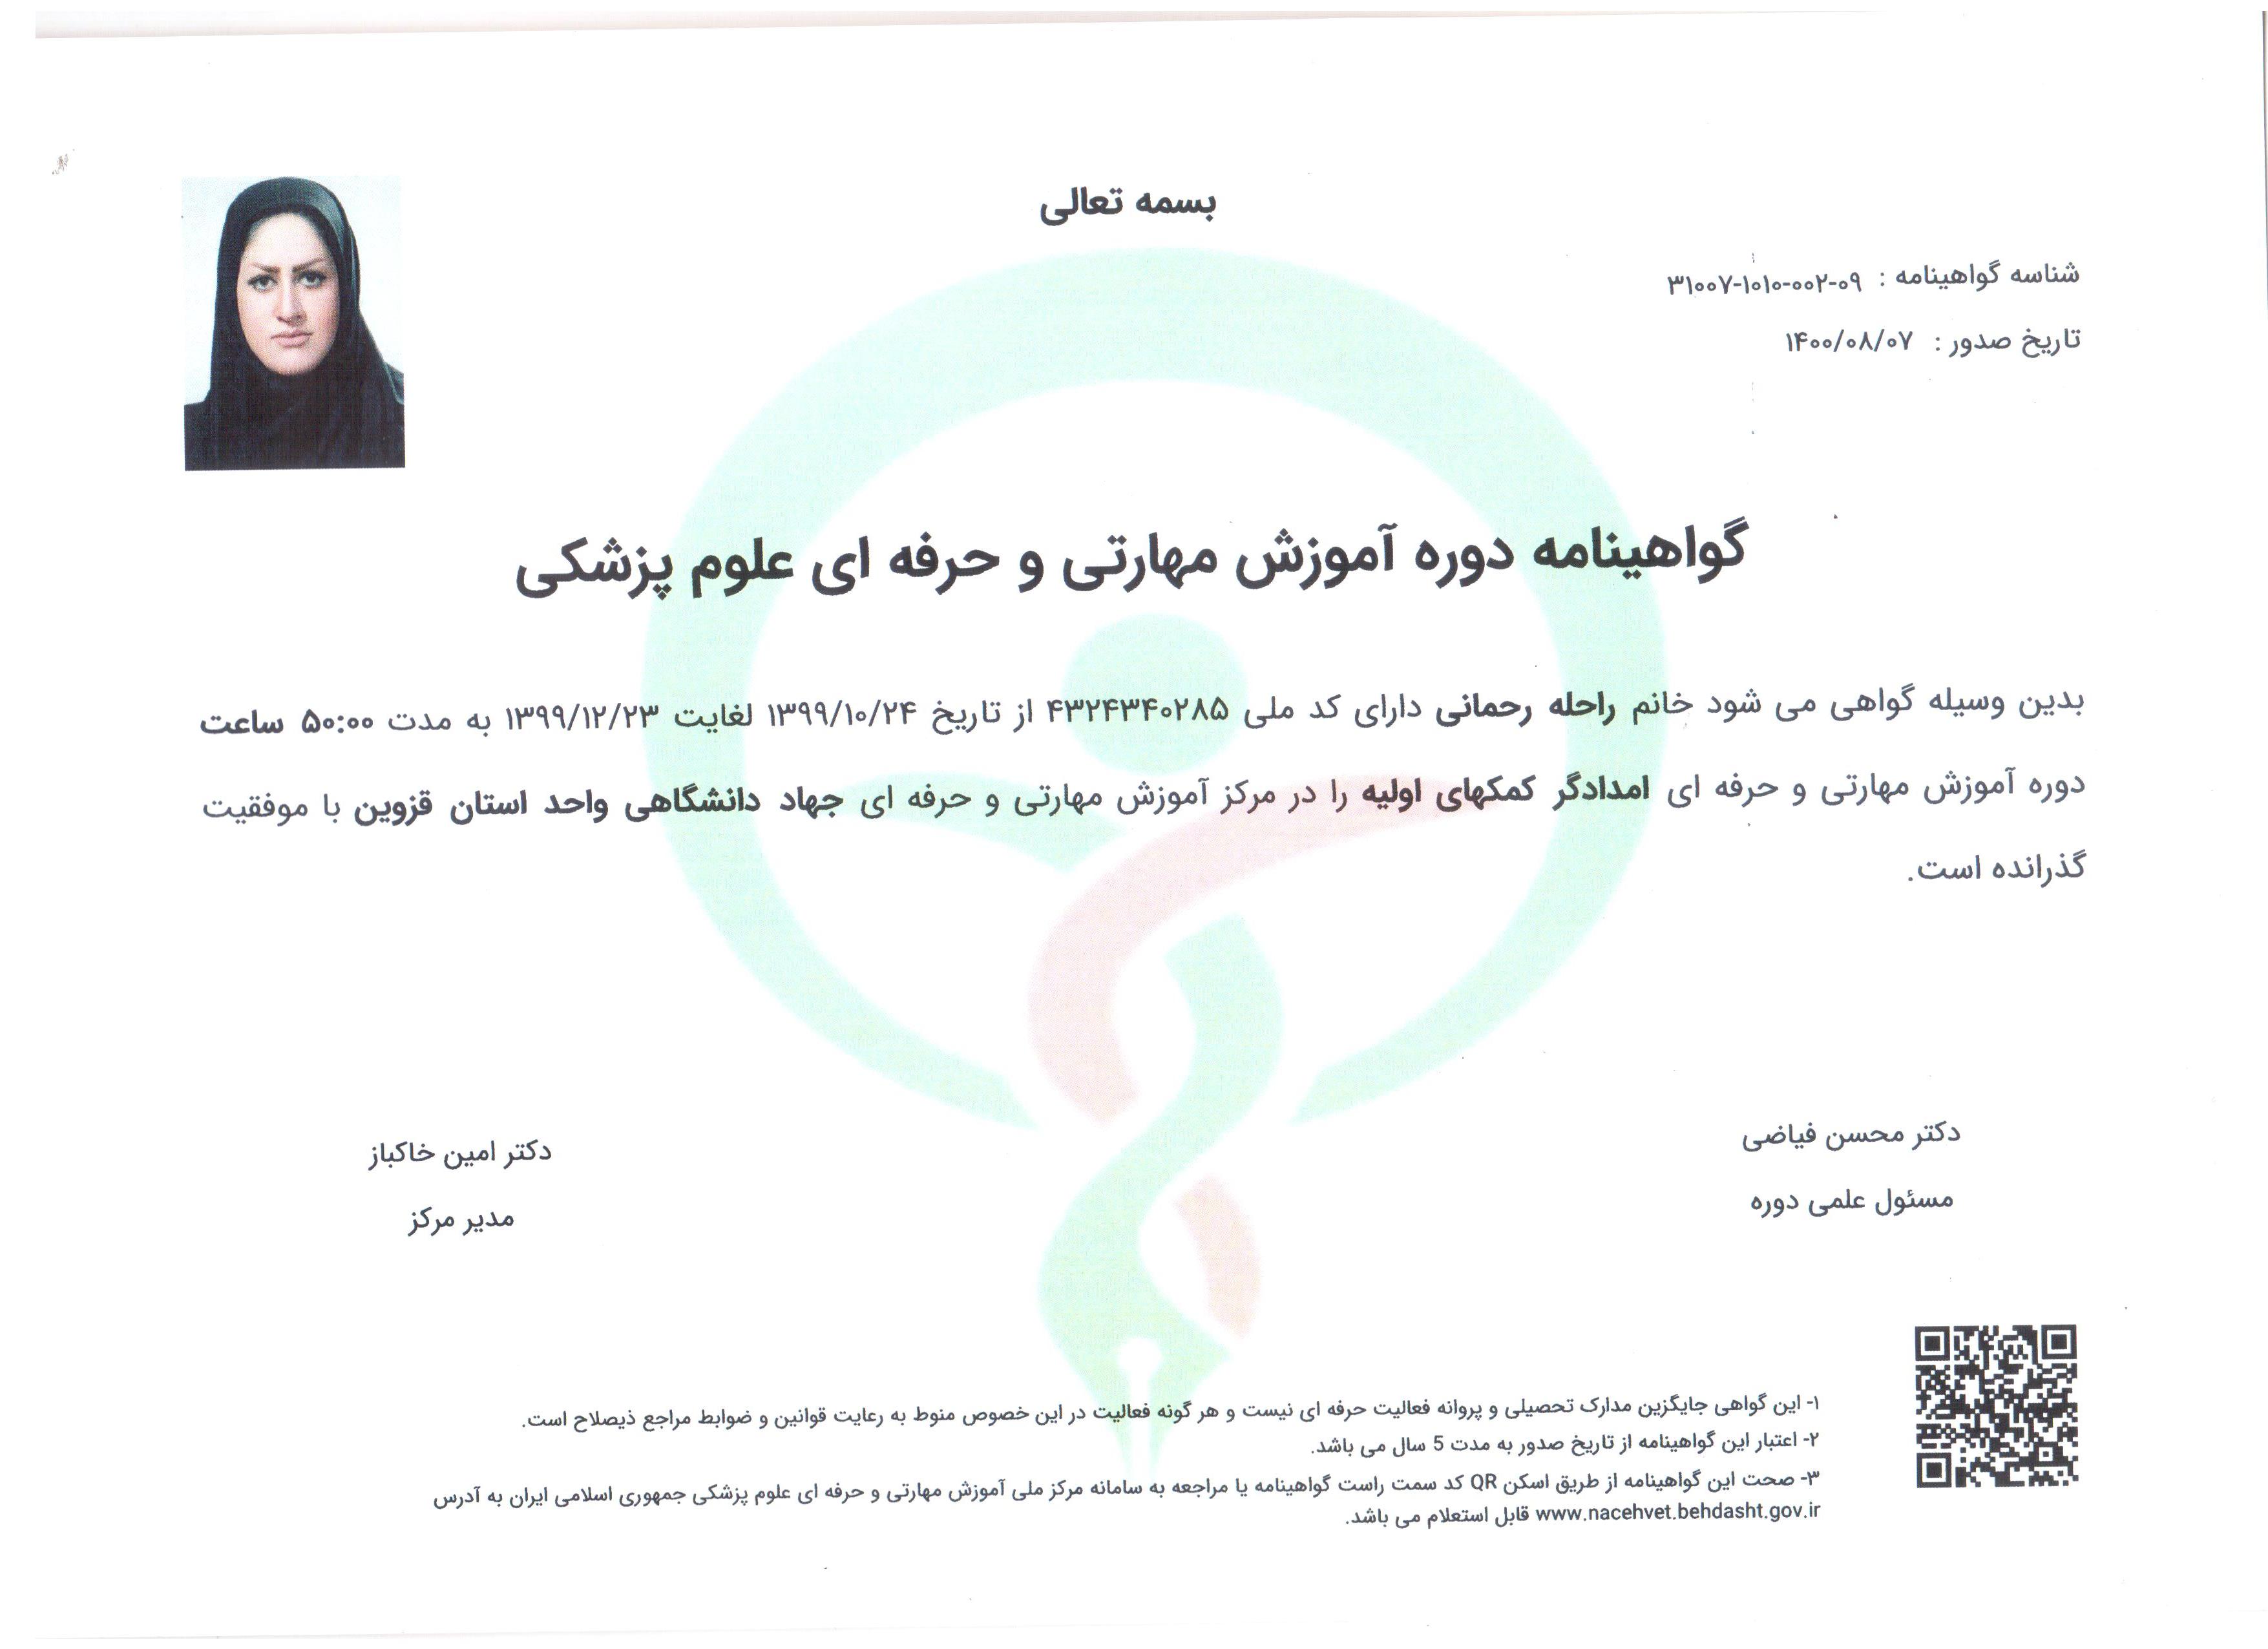 بسمه تعالی
شناسه گواهینامه : ۳۱۰۰۷-۱۰۱۰-۰۰۲-۰۹
تاریخ صدور : ۱۴۰۰/۰۸/۰۷
گواهینامه دوره آموزش مهارتی و حرفه ای علوم پزشکی
بدین وسیله گواهی می شود خانم راحله رحمانی دارای کد ملی ۴۳۲۴۳۴۰۲۸۵ از تاریخ ۱۳۹۹/۱۰/۲۴ لغایت ۱۳۹۹/۱۲/۲۳ به مدت ۵۰:۰۰ ساعت
دوره آموزش مهارتی و حرفه ای امدادگر کمکهای اولیه را در مرکز آموزش مهارتی و حرفه ای جهاد دانشگاهی واحد استان قزوین با موفقیت
گذرانده است.
دکتر محسن فیاضی
مسئول علمی دوره
دکتر امین خاکباز
مدیر مرکز
۱- این گواهی جایگزین مدارک تحصیلی و پروانه فعالیت حرفه ای نیست و هر گونه فعالیت در این خصوص منوط به رعایت قوانین و ضوابط مراجع ذیصلاح است.
۲- اعتبار این گواهینامه از تاریخ صدور به مدت 5 سال می باشد.
۳- صحت این گواهینامه از طریق اسکن QR کد سمت راست گواهینامه یا مراجعه به سامانه مرکز ملی آموزش مهارتی و حرفه ای علوم پزشکی جمهوری اسلامی ایران به آدرس
www.nacehvet.behdasht.gov.ir قابل استعلام می باشد.